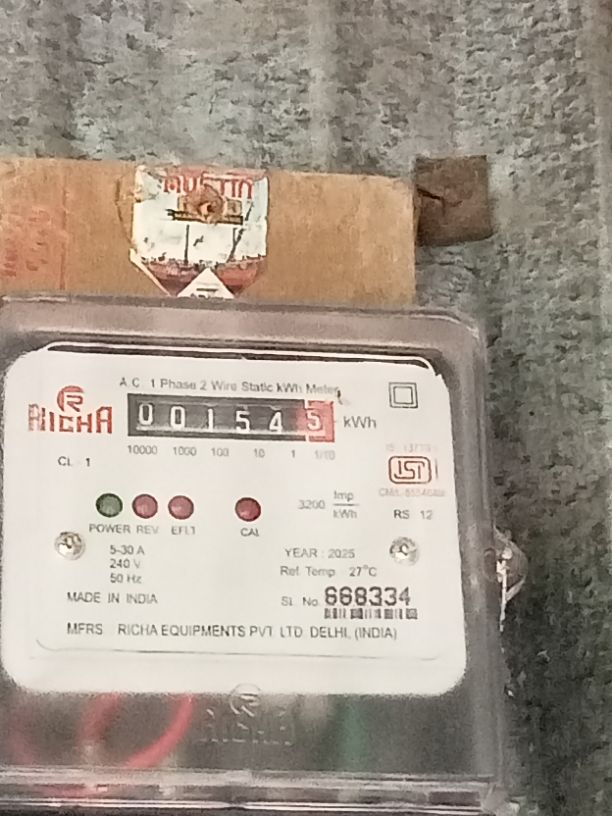 AUSTIN
A.C. 1 Phase 2 Wire Static kWh Meter
R
RICHA
001545 kWh
10000 1000 100 10 1 1/10
CL 1
ISI
3200 Imp/kWh
RS 12
POWER REV EFLT CAL
5-30 A
240 V
50 Hz
YEARː 2025
Ref. Temp. 27°C
MADE IN INDIA
SL. No. 668334
MFRS. RICHA EQUIPMENTS PVT. LTD. DELHI, (INDIA)
RICHA